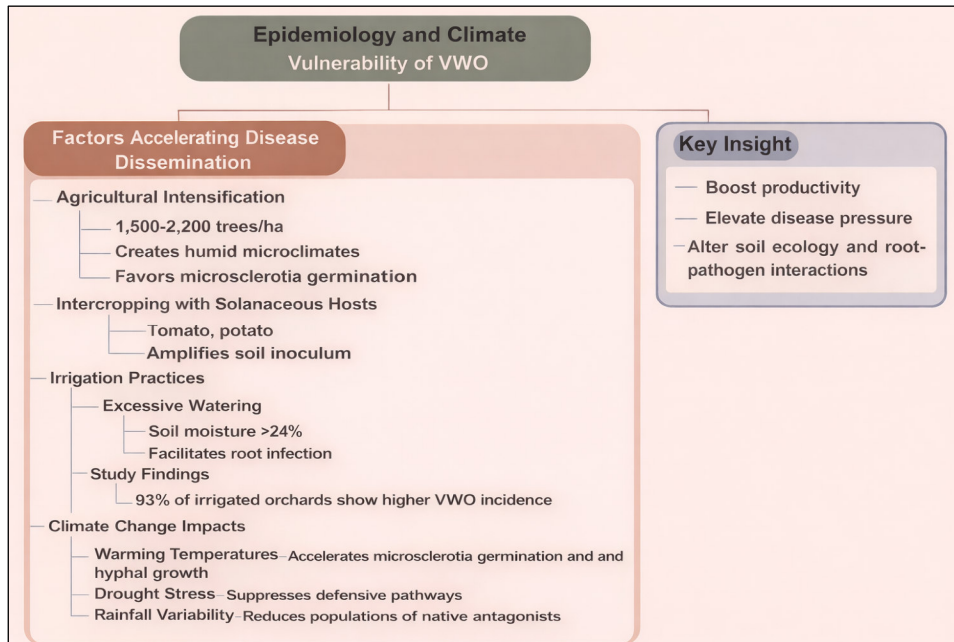 Epidemiology and Climate
Vulnerability of VWO
Factors Accelerating Disease
Dissemination
Agricultural Intensification
1,500-2,200 trees/ha
Creates humid microclimates
Favors microsclerotia germination
Intercropping with Solanaceous Hosts
Tomato, potato
Amplifies soil inoculum
Irrigation Practices
Excessive Watering
Soil moisture >24%
Facilitates root infection
Study Findings
93% of irrigated orchards show higher VWO incidence
Climate Change Impacts
Warming Temperatures–Accelerates microsclerotia germination and and
hyphal growth
Drought Stress–Suppresses defensive pathways
Rainfall Variability–Reduces populations of native antagonists
Key Insight
Boost productivity
Elevate disease pressure
Alter soil ecology and root-
pathogen interactions